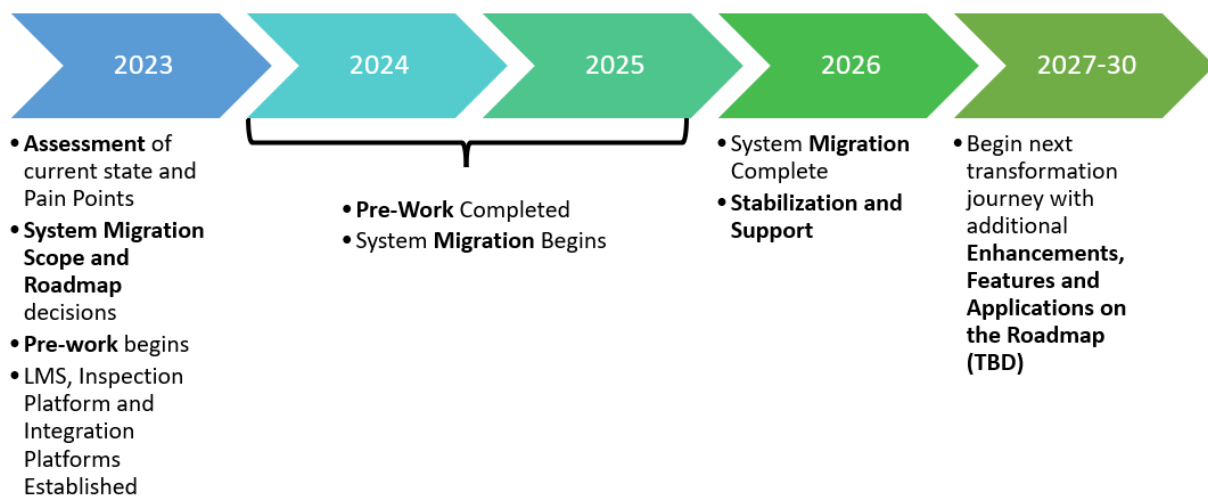 2023
2024
2025
2026
2027-30
• Assessment of
current state and
Pain Points
• System Migration
Scope and
Roadmap
decisions
• Pre-work begins
• LMS, Inspection
Platform and
Integration
Platforms
Established
• Pre-Work Completed
• System Migration Begins
• System Migration
Complete
• Stabilization and
Support
• Begin next
transformation
journey with
additional
Enhancements,
Features and
Applications on
the Roadmap
(TBD)